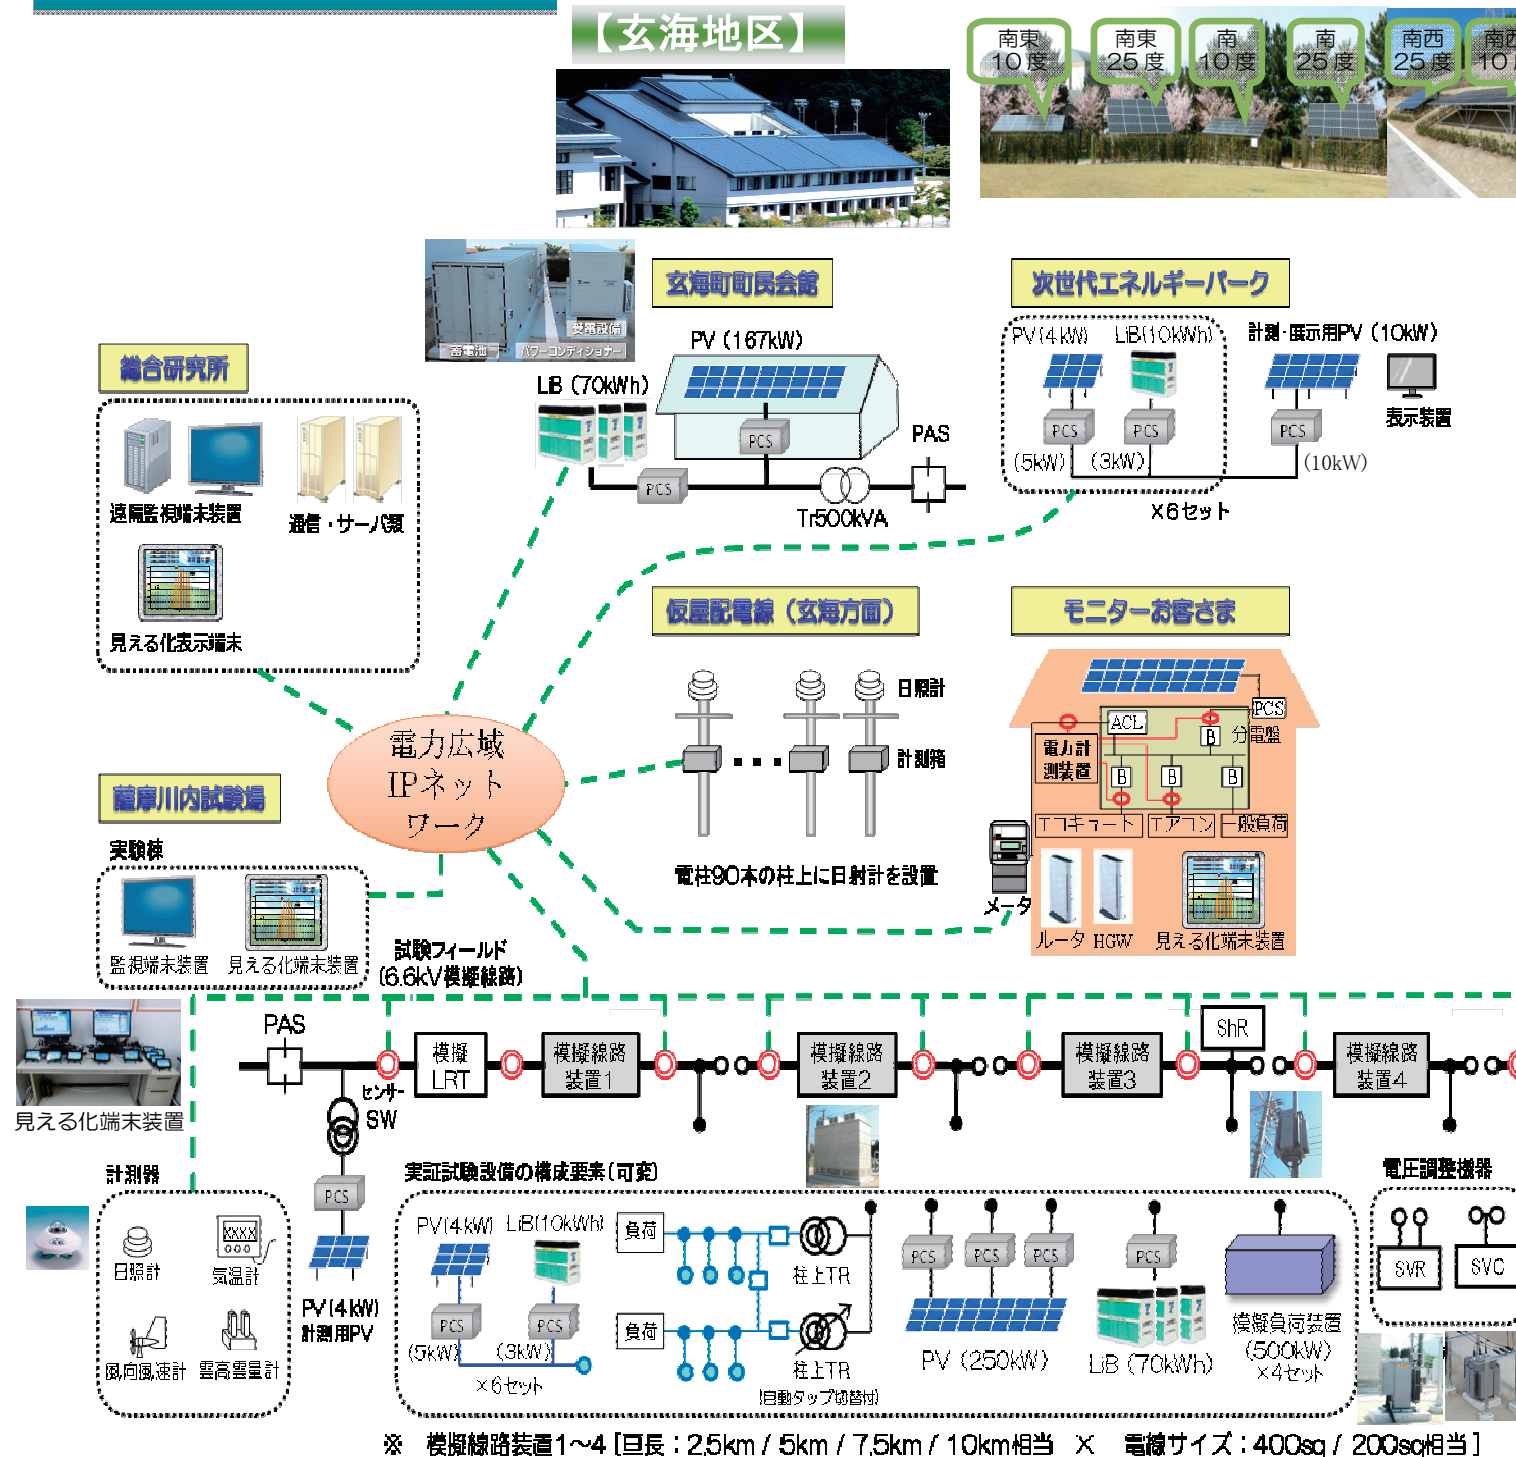 【玄海地区】
南東
10度
南東
25度
南
10度
南
25度
南西
25度
南西
10度
受電設備
蓄電池
パワーコンディショナー
玄海町町民会館
PV（167kW）
LiB（70kWh）
PCS
PCS
PAS
Tr500kVA
次世代エネルギーパーク
PV(4kW)
LiB(10kWh)
計測・展示用PV（10kW）
PCS
PCS
PCS
表示装置
(5kW)
(3kW)
(10kW)
×6セット
総合研究所
遠隔監視端末装置
通信・サーバ類
見える化表示端末
仮屋配電線（玄海方面）
日照計
計測箱
電柱90本の柱上に日射計を設置
モニターお客さま
PCS
ACL
分電盤
B
電力計
測装置
B
B
B
エコキュート
エアコン
一般負荷
メータ
ルータ
HGW
見える化端末装置
電力広域
IPネット
ワーク
薩摩川内試験場
実験棟
監視端末装置
見える化端末装置
試験フィールド
(6.6kV模擬線路)
見える化端末装置
PAS
センサー
SW
模擬
LRT
模擬線路
装置1
模擬線路
装置2
模擬線路
装置3
ShR
模擬線路
装置4
PCS
PV(4kW)
計測用PV
計測器
日照計
気温計
XXXX
風向風速計
雲高雲量計
実証試験設備の構成要素(可変)
PV(4kW)
LiB(10kWh)
PCS
PCS
(5kW)
(3kW)
×6セット
負荷
柱上TR
負荷
柱上TR
(自動タップ切替付)
PCS
PCS
PCS
PV（250kW）
PCS
LiB（70kWh）
模擬負荷装置
(500kW)
×4セット
電圧調整機器
SVR
SVC
※ 模擬線路装置1～4 [亘長：2.5km / 5km / 7.5km / 10km相当 × 電線サイズ：400sq / 200sq相当]